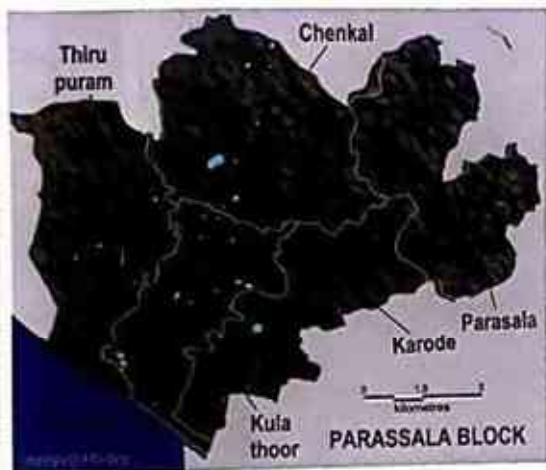 Chenkal
Thiru
puram
Parasala
Karode
Kula
thoor
kilometres
PARASSALA BLOCK